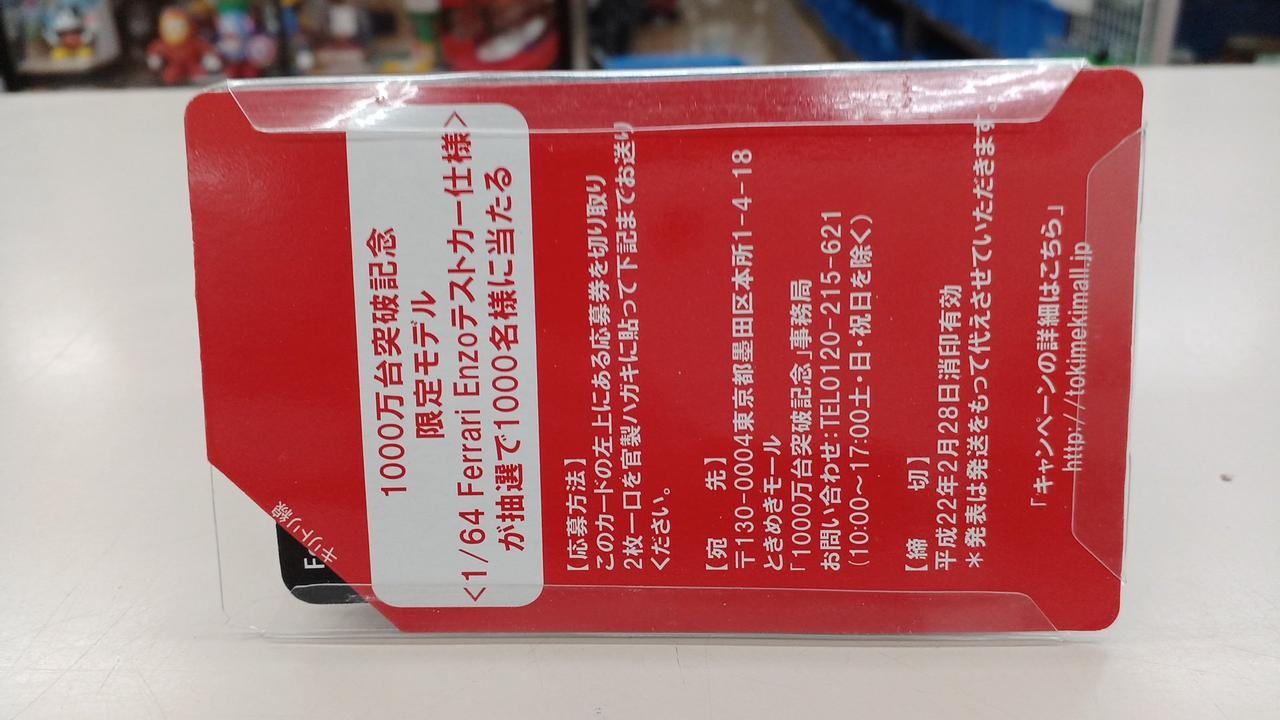 キリトリ線
1000万台突破記念
限定モデル
<1/64 Ferrari Enzoテストカー仕様>
が抽選で1000名様に当たる
【応募方法】
このカードの左上にある応募券を切り取り
2枚一口を官製ハガキに貼って下記までお送り
ください。
【宛　先】
〒130-0004東京都墨田区本所1-4-18
ときめきモール
「1000万台突破記念」事務局
お問い合わせ:TEL0120-215-621
(10:00～17:00土・日・祝日を除く)
【締　切】
平成22年2月28日消印有効
＊発表は発送をもって代えさせていただきます。
「キャンペーンの詳細はこちら」
http://tokimekimall.jp